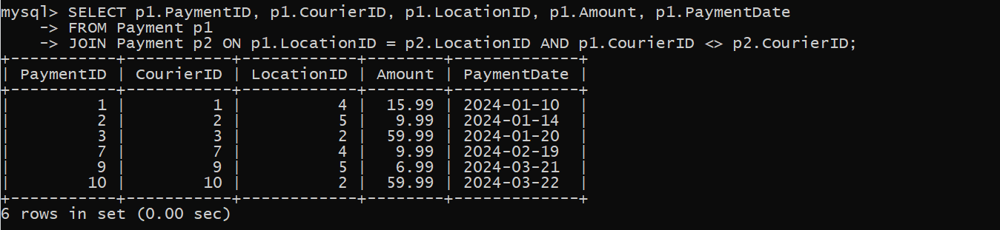 mysql> SELECT p1.PaymentID, p1.CourierID, p1.LocationID, p1.Amount, p1.PaymentDate
    -> FROM Payment p1
    -> JOIN Payment p2 ON p1.LocationID = p2.LocationID AND p1.CourierID <> p2.CourierID;
+-----------+-----------+------------+--------+-------------+
| PaymentID | CourierID | LocationID | Amount | PaymentDate |
+-----------+-----------+------------+--------+-------------+
|         1 |         1 |          4 |  15.99 | 2024-01-10  |
|         2 |         2 |          5 |   9.99 | 2024-01-14  |
|         3 |         3 |          2 |  59.99 | 2024-01-20  |
|         7 |         7 |          4 |   9.99 | 2024-02-19  |
|         9 |         9 |          5 |   6.99 | 2024-03-21  |
|        10 |        10 |          2 |  59.99 | 2024-03-22  |
+-----------+-----------+------------+--------+-------------+
6 rows in set (0.00 sec)